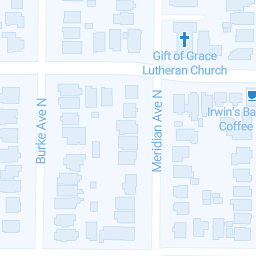 Gift of Grace
Lutheran Church
Burke Ave N
Meridian Ave N
Irwin's Ba
Coffee